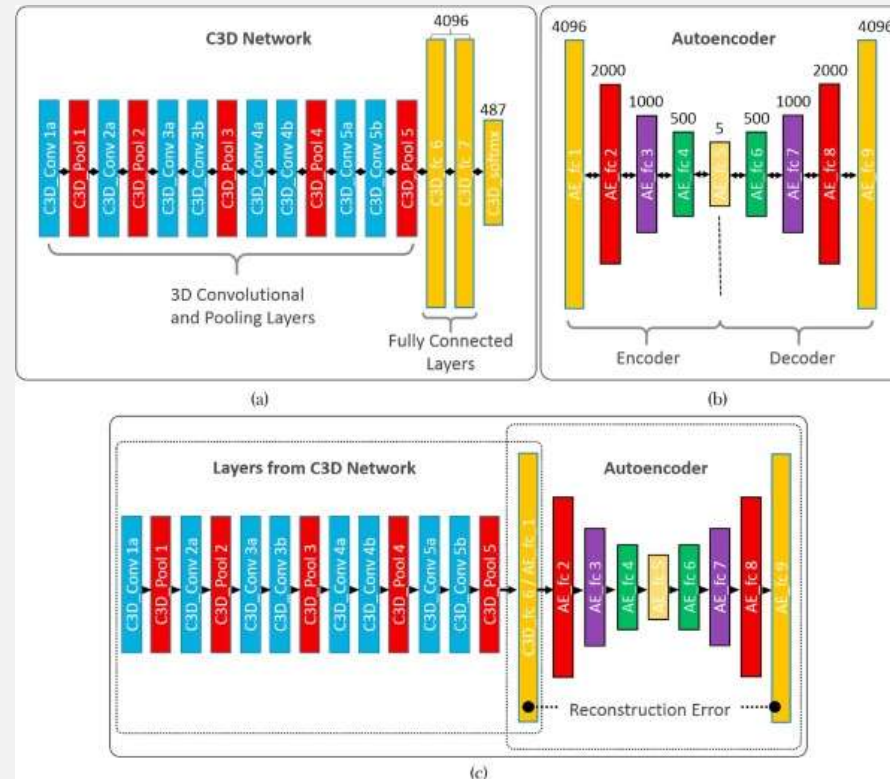 C3D Network
4096
487
C3D_Conv 1a
C3D_Pool 1
C3D_Conv 2a
C3D_Pool 2
C3D_Conv 3a
C3D_Conv 3b
C3D_Pool 3
C3D_Conv 4a
C3D_Conv 4b
C3D_Pool 4
C3D_Conv 5a
C3D_Conv 5b
C3D_Pool 5
C3D_fc 6
C3D_fc 7
C3D_softmx
3D Convolutional
and Pooling Layers
Fully Connected
Layers
(a)
Autoencoder
4096
2000
1000
500
5
500
1000
2000
4096
AE_fc 1
AE_fc 2
AE_fc 3
AE_fc 4
AE_fc 5
AE_fc 6
AE_fc 7
AE_fc 8
AE_fc 9
Encoder
Decoder
(b)
Layers from C3D Network
Autoencoder
C3D_Conv 1a
C3D_Pool 1
C3D_Conv 2a
C3D_Pool 2
C3D_Conv 3a
C3D_Conv 3b
C3D_Pool 3
C3D_Conv 4a
C3D_Conv 4b
C3D_Pool 4
C3D_Conv 5a
C3D_Conv 5b
C3D_Pool 5
C3D_fc 6 / AE_fc 1
AE_fc 2
AE_fc 3
AE_fc 4
AE_fc 5
AE_fc 6
AE_fc 7
AE_fc 8
AE_fc 9
Reconstruction Error
(c)